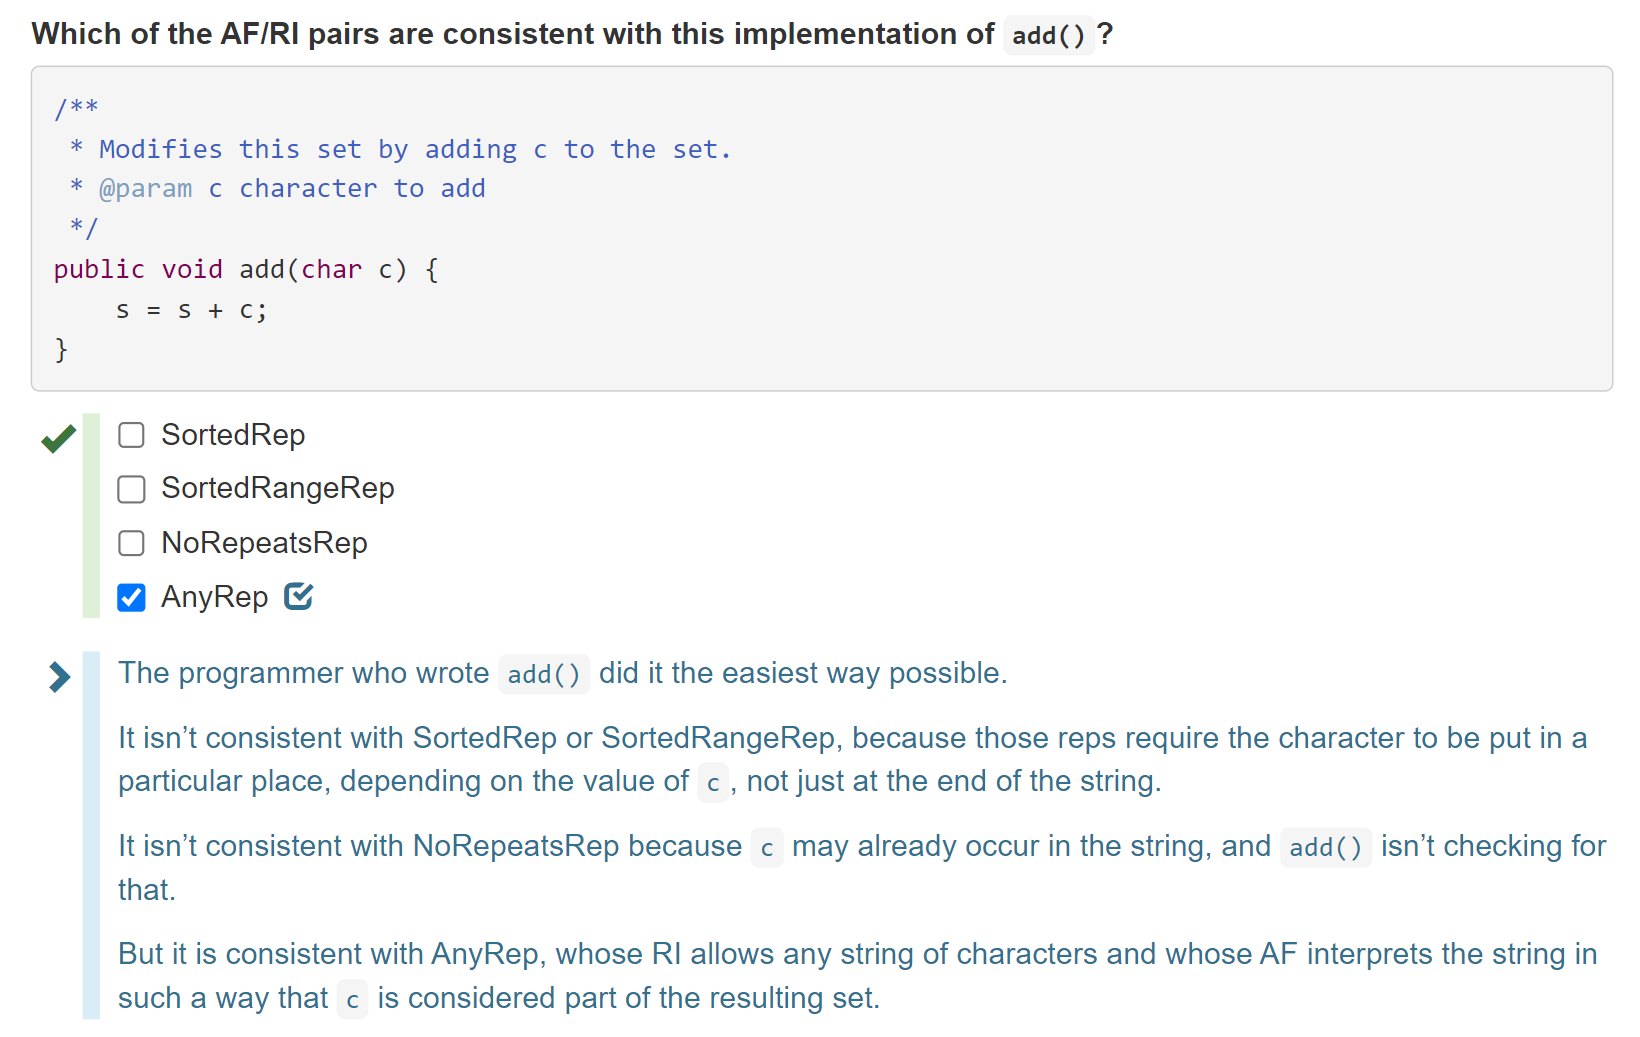 Which of the AF/RI pairs are consistent with this implementation of add()?
/**
 * Modifies this set by adding c to the set.
 * @param c character to add
 */
public void add(char c) {
    s = s + c;
}
SortedRep
SortedRangeRep
NoRepeatsRep
AnyRep
The programmer who wrote add() did it the easiest way possible.
It isn’t consistent with SortedRep or SortedRangeRep, because those reps require the character to be put in a
particular place, depending on the value of c, not just at the end of the string.
It isn’t consistent with NoRepeatsRep because c may already occur in the string, and add() isn’t checking for
that.
But it is consistent with AnyRep, whose RI allows any string of characters and whose AF interprets the string in
such a way that c is considered part of the resulting set.